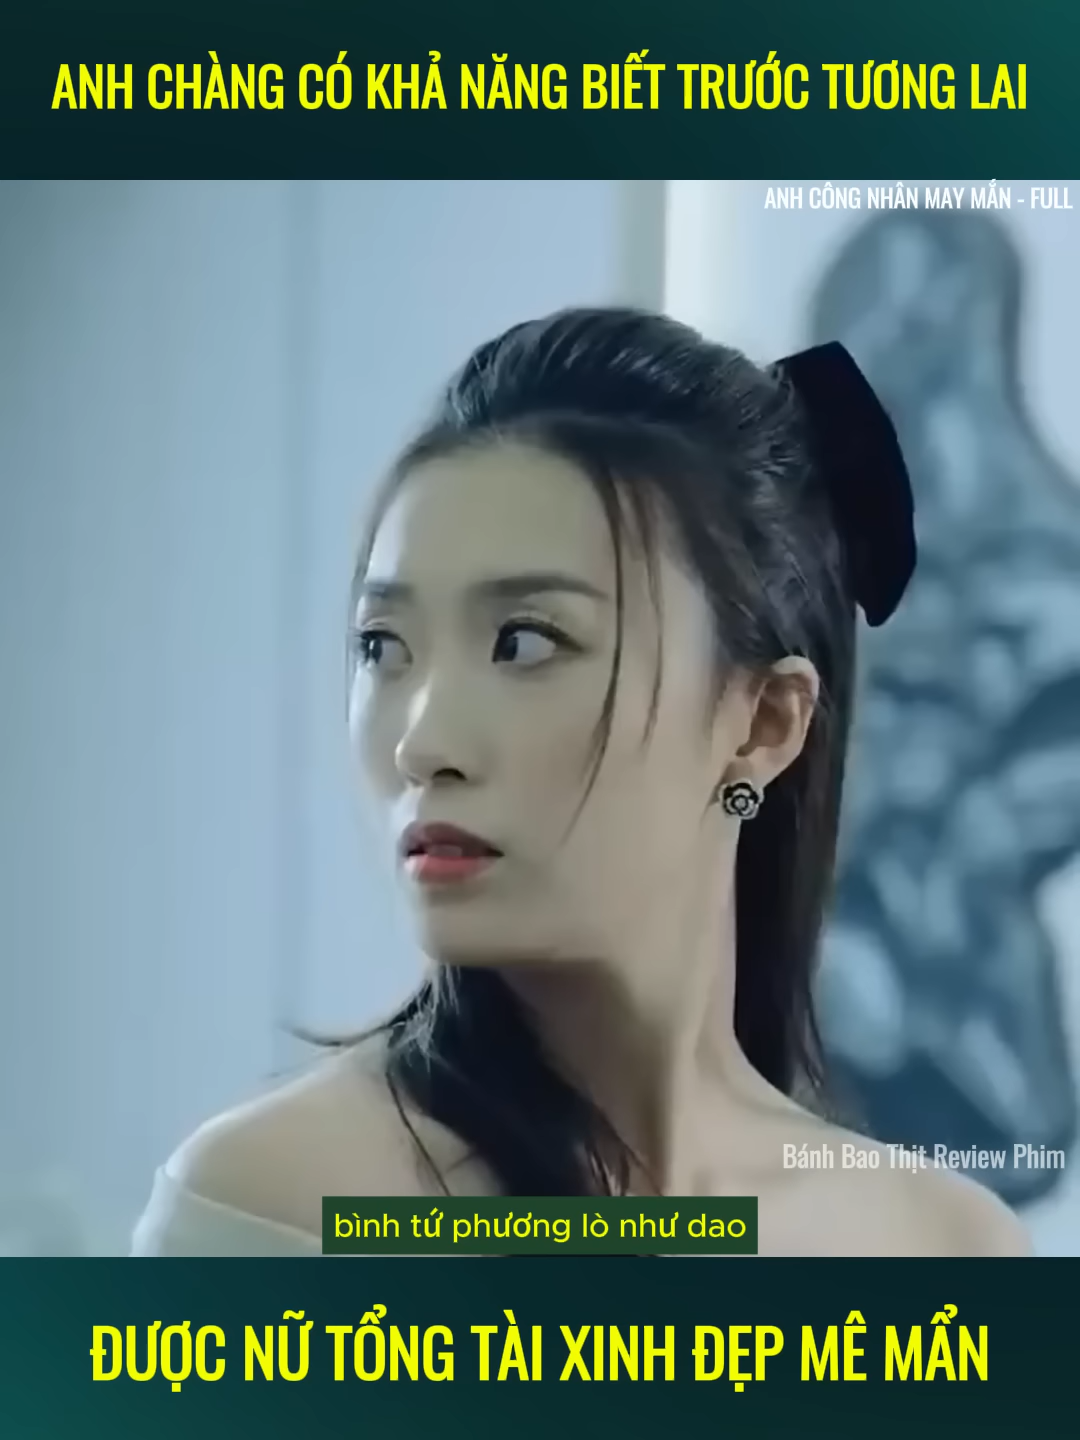 ANH CHÀNG CÓ KHẢ NĂNG BIẾT TRƯỚC TƯƠNG LAI
ANH CÔNG NHÂN MAY MẮN - FULL
Bánh Bao Thịt Review Phim
bình tứ phương lò như dao
ĐƯỢC NỮ TỔNG TÀI XINH ĐẸP MÊ MẨN